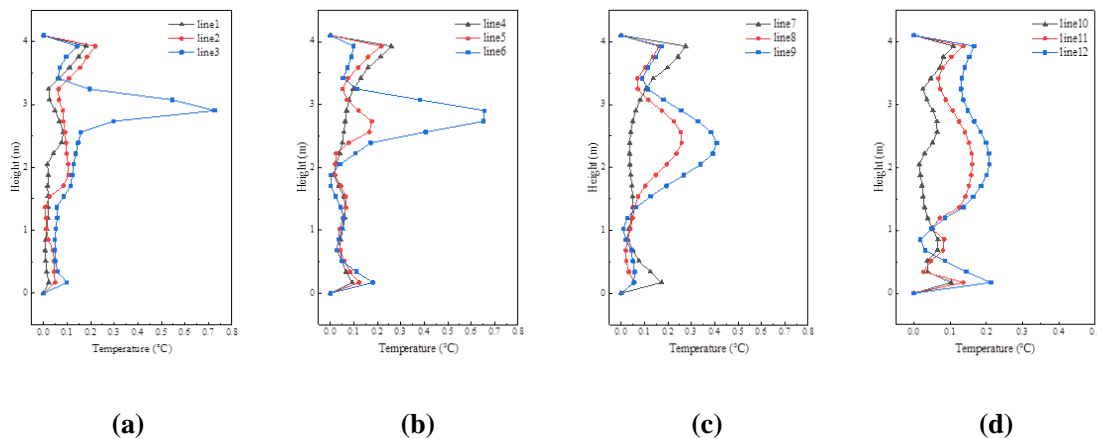 line1
line2
line3
4
3
2
1
0
Height (m)
0.0 0.1 0.2 0.3 0.4 0.5 0.6 0.7 0.8
Temperature (°C)
(a)
line4
line5
line6
4
3
2
1
0
Height (m)
0.0 0.1 0.2 0.3 0.4 0.5 0.6 0.7 0.8
Temperature (°C)
(b)
line7
line8
line9
4
3
2
1
0
Height (m)
0.0 0.1 0.2 0.3 0.4 0.5 0.6 0.7 0.8
Temperature (°C)
(c)
line10
line11
line12
4
3
2
1
0
Height (m)
0.0 0.1 0.2 0.3 0.4
Temperature (°C)
(d)